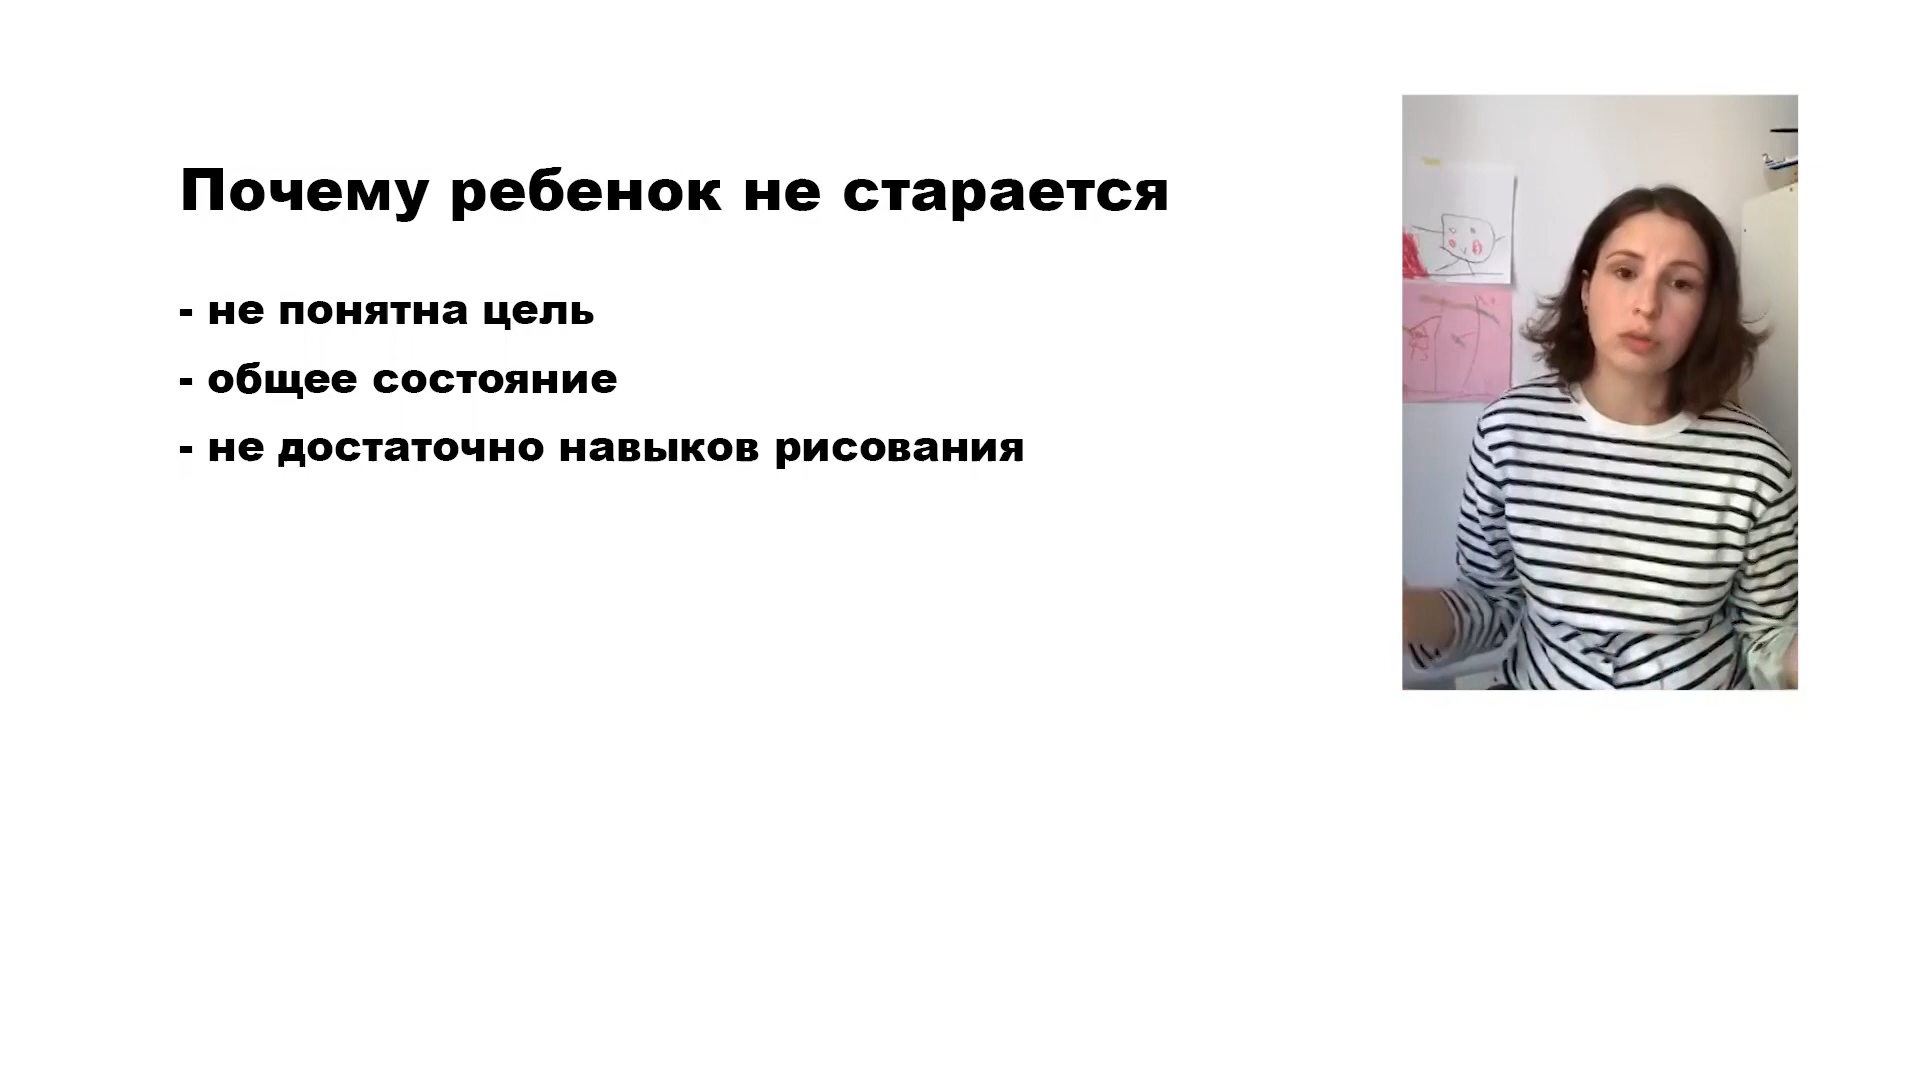 Почему ребенок не старается
- не понятна цель
- общее состояние
- не достаточно навыков рисования